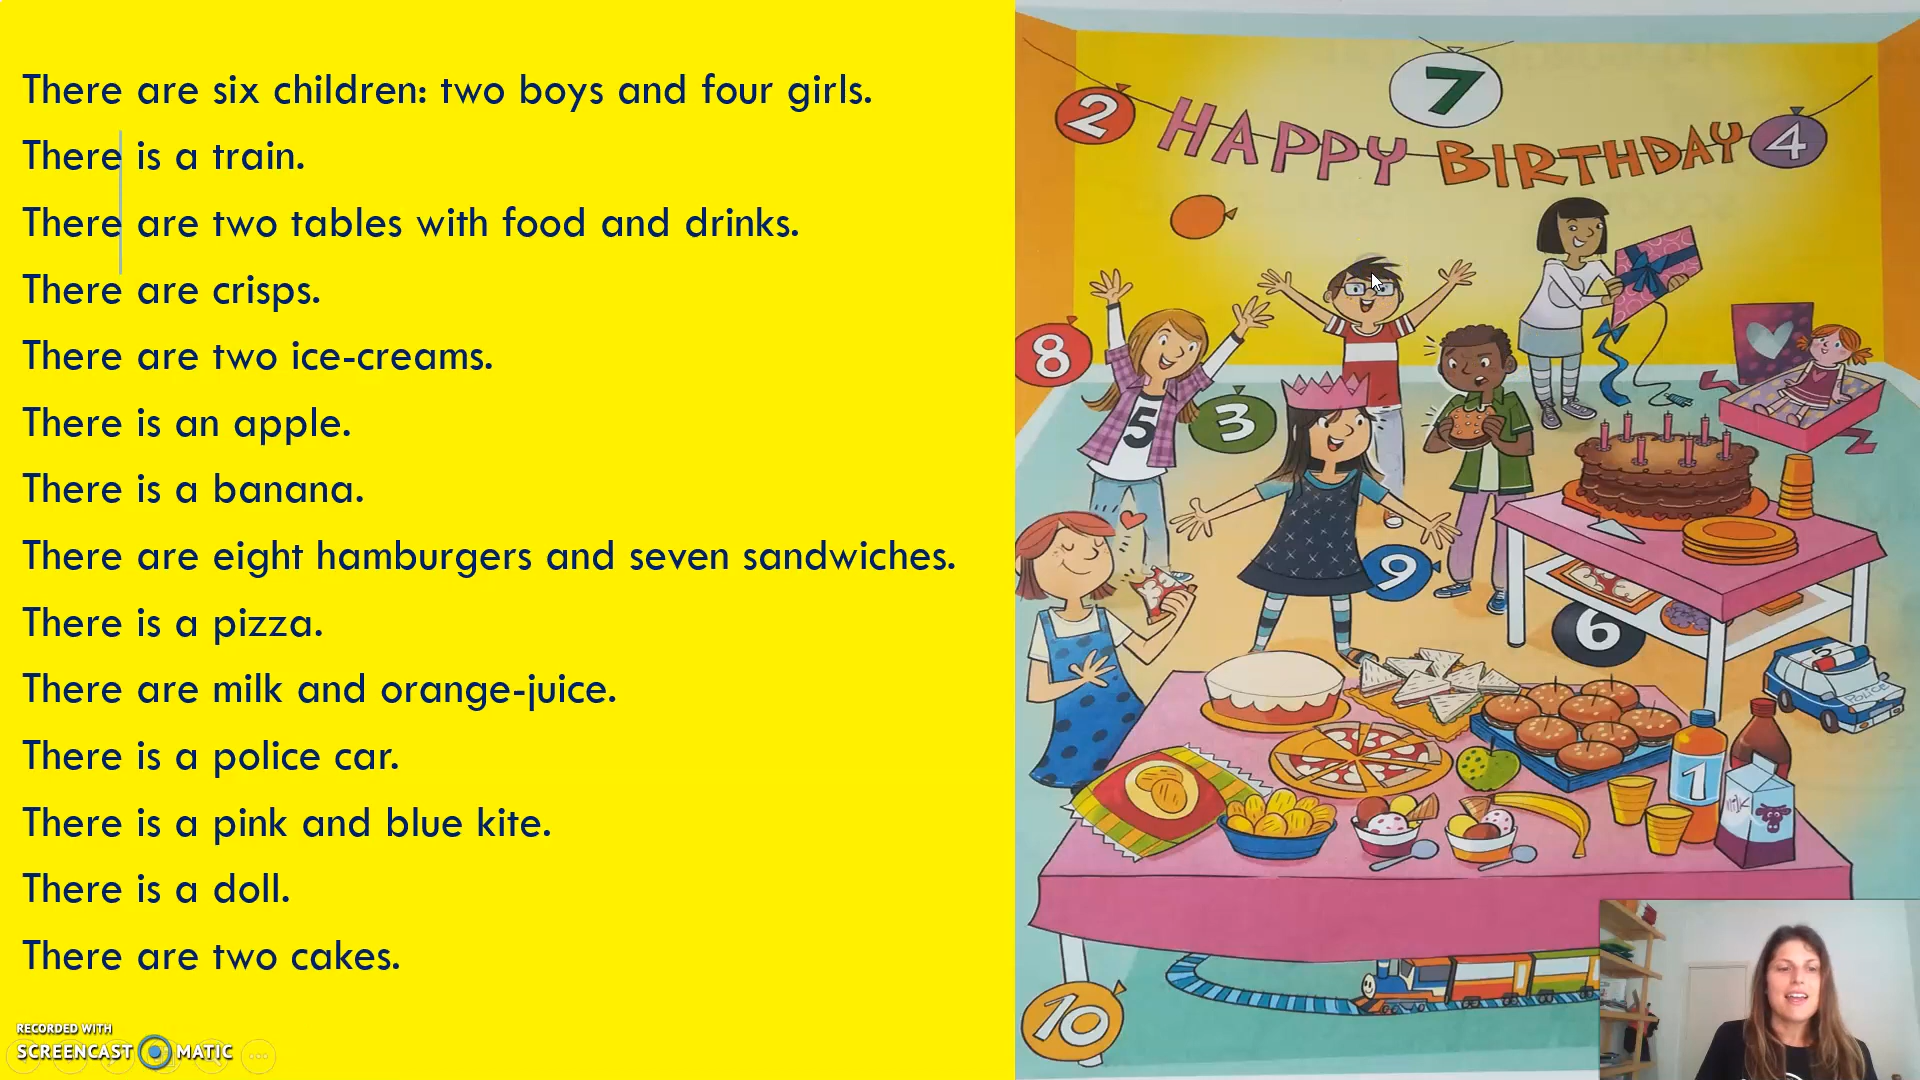 There are six children: two boys and four girls.
There is a train.
There are two tables with food and drinks.
There are crisps.
There are two ice-creams.
There is an apple.
There is a banana.
There are eight hamburgers and seven sandwiches.
There is a pizza.
There are milk and orange-juice.
There is a police car.
There is a pink and blue kite.
There is a doll.
There are two cakes.
7
2
HAPPY BIRTHDAY
4
8
5
3
9
6
5
POLICE
1
MILK
10
RECORDED WITH
SCREENCAST MATIC